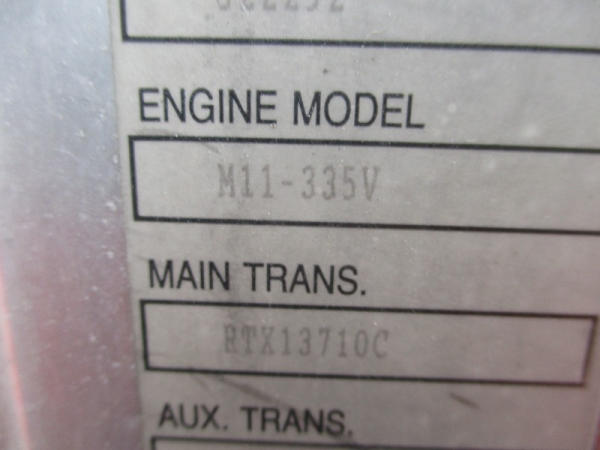 ENGINE MODEL
M11-335V
MAIN TRANS.
RTX13710C
AUX. TRANS.